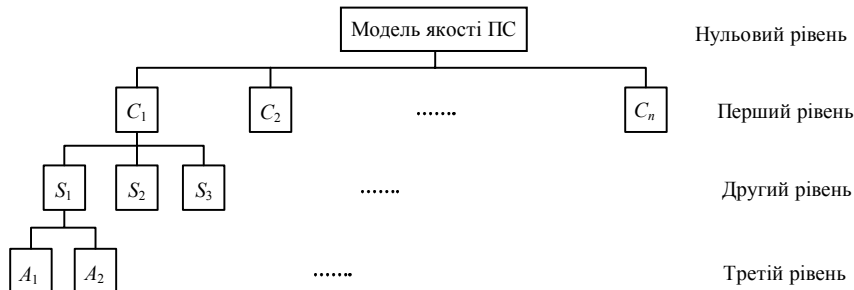 Модель якості ПС
Нульовий рівень
C1 C2 ....... Cn Перший рівень
S1 S2 S3 ....... Другий рівень
A1 A2 ....... Третій рівень